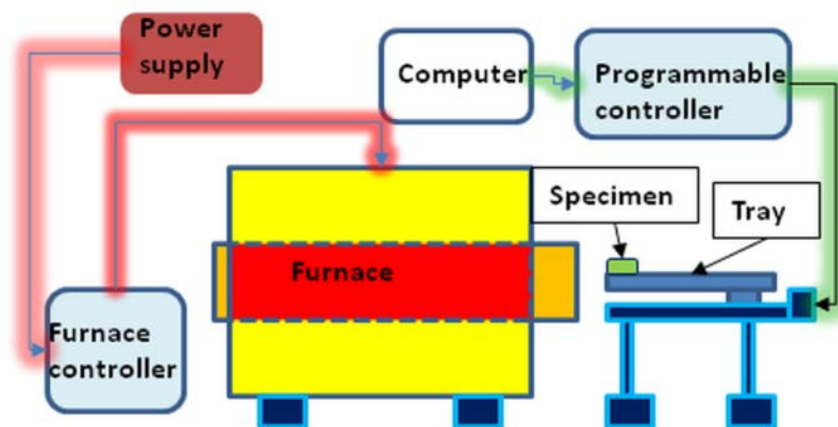 Power
supply
Computer
Programmable
controller
Specimen
Tray
Furnace
Furnace
controller